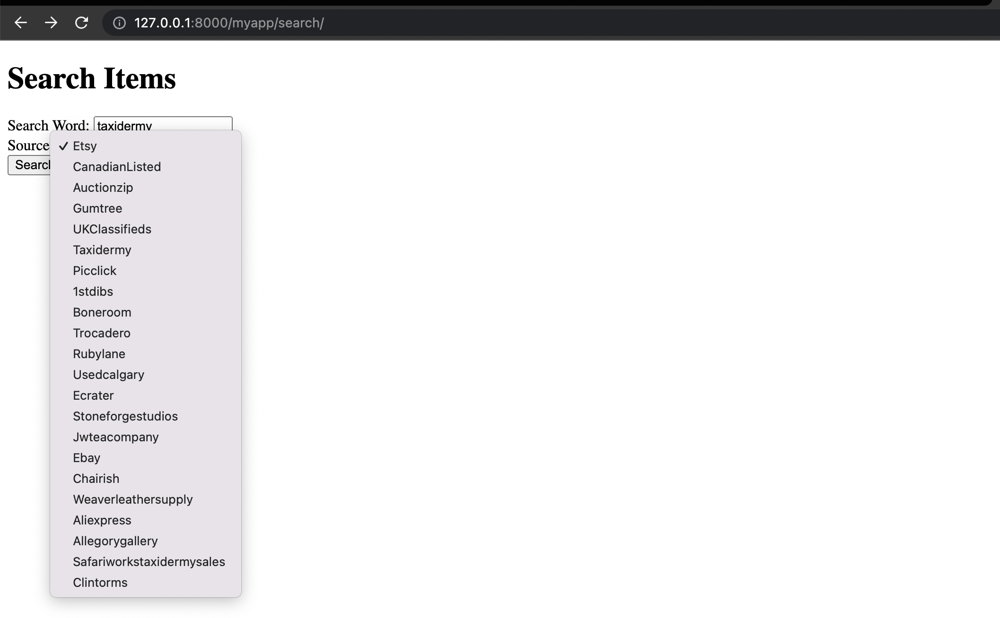 127.0.0.1:8000/myapp/search/
Search Items
Search Word: taxidermy
Source
Search
✓ Etsy
CanadianListed
Auctionzip
Gumtree
UKClassifieds
Taxidermy
Picclick
1stdibs
Boneroom
Trocadero
Rubylane
Usedcalgary
Ecrater
Stoneforgestudios
Jwteacompany
Ebay
Chairish
Weaverleathersupply
Aliexpress
Allegorygallery
Safariworkstaxidermysales
Clintorms